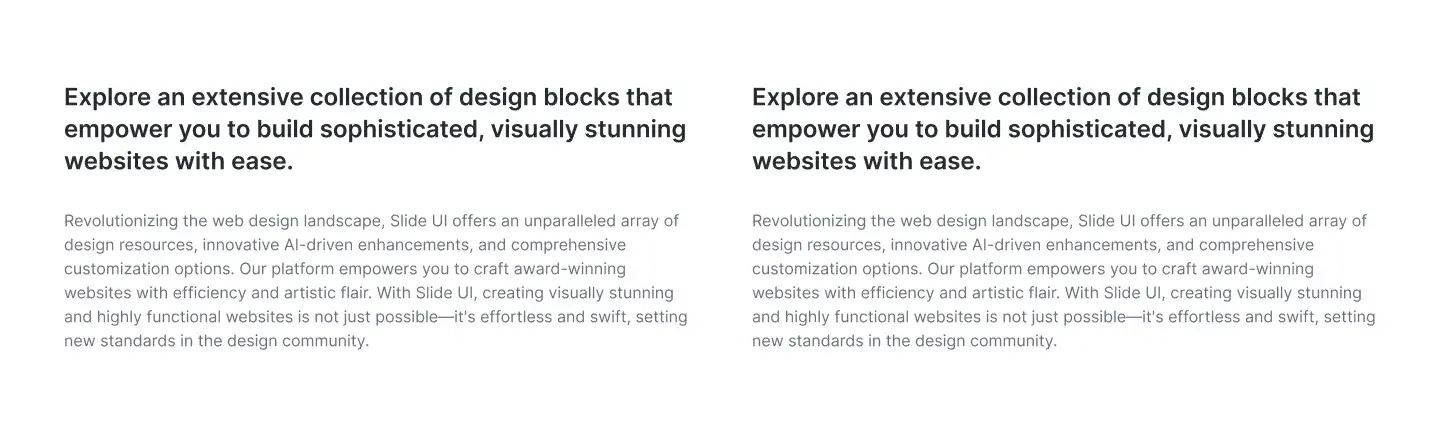 Explore an extensive collection of design blocks that
empower you to build sophisticated, visually stunning
websites with ease.
Revolutionizing the web design landscape, Slide UI offers an unparalleled array of
design resources, innovative AI-driven enhancements, and comprehensive
customization options. Our platform empowers you to craft award-winning
websites with efficiency and artistic flair. With Slide UI, creating visually stunning
and highly functional websites is not just possible—it's effortless and swift, setting
new standards in the design community.
Explore an extensive collection of design blocks that
empower you to build sophisticated, visually stunning
websites with ease.
Revolutionizing the web design landscape, Slide UI offers an unparalleled array of
design resources, innovative AI-driven enhancements, and comprehensive
customization options. Our platform empowers you to craft award-winning
websites with efficiency and artistic flair. With Slide UI, creating visually stunning
and highly functional websites is not just possible—it's effortless and swift, setting
new standards in the design community.